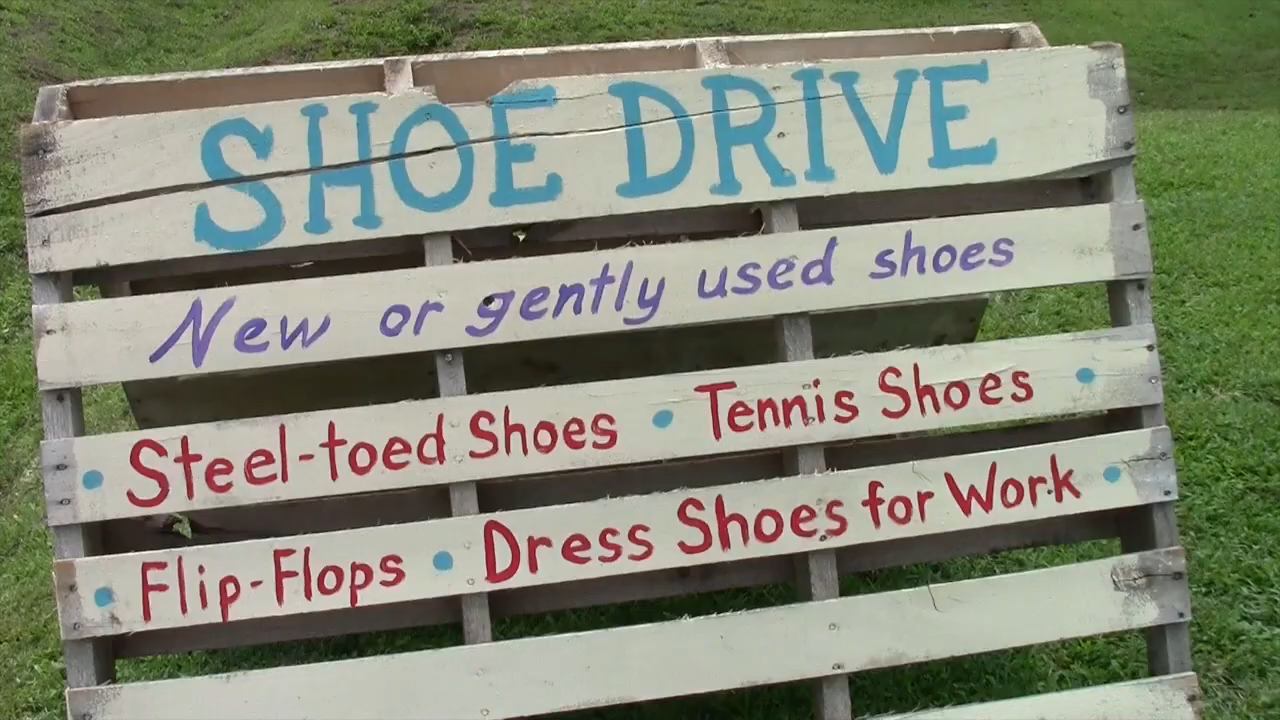 SHOE DRIVE
New or gently used shoes
• Steel-toed Shoes • Tennis Shoes •
• Flip-Flops • Dress Shoes for Work •